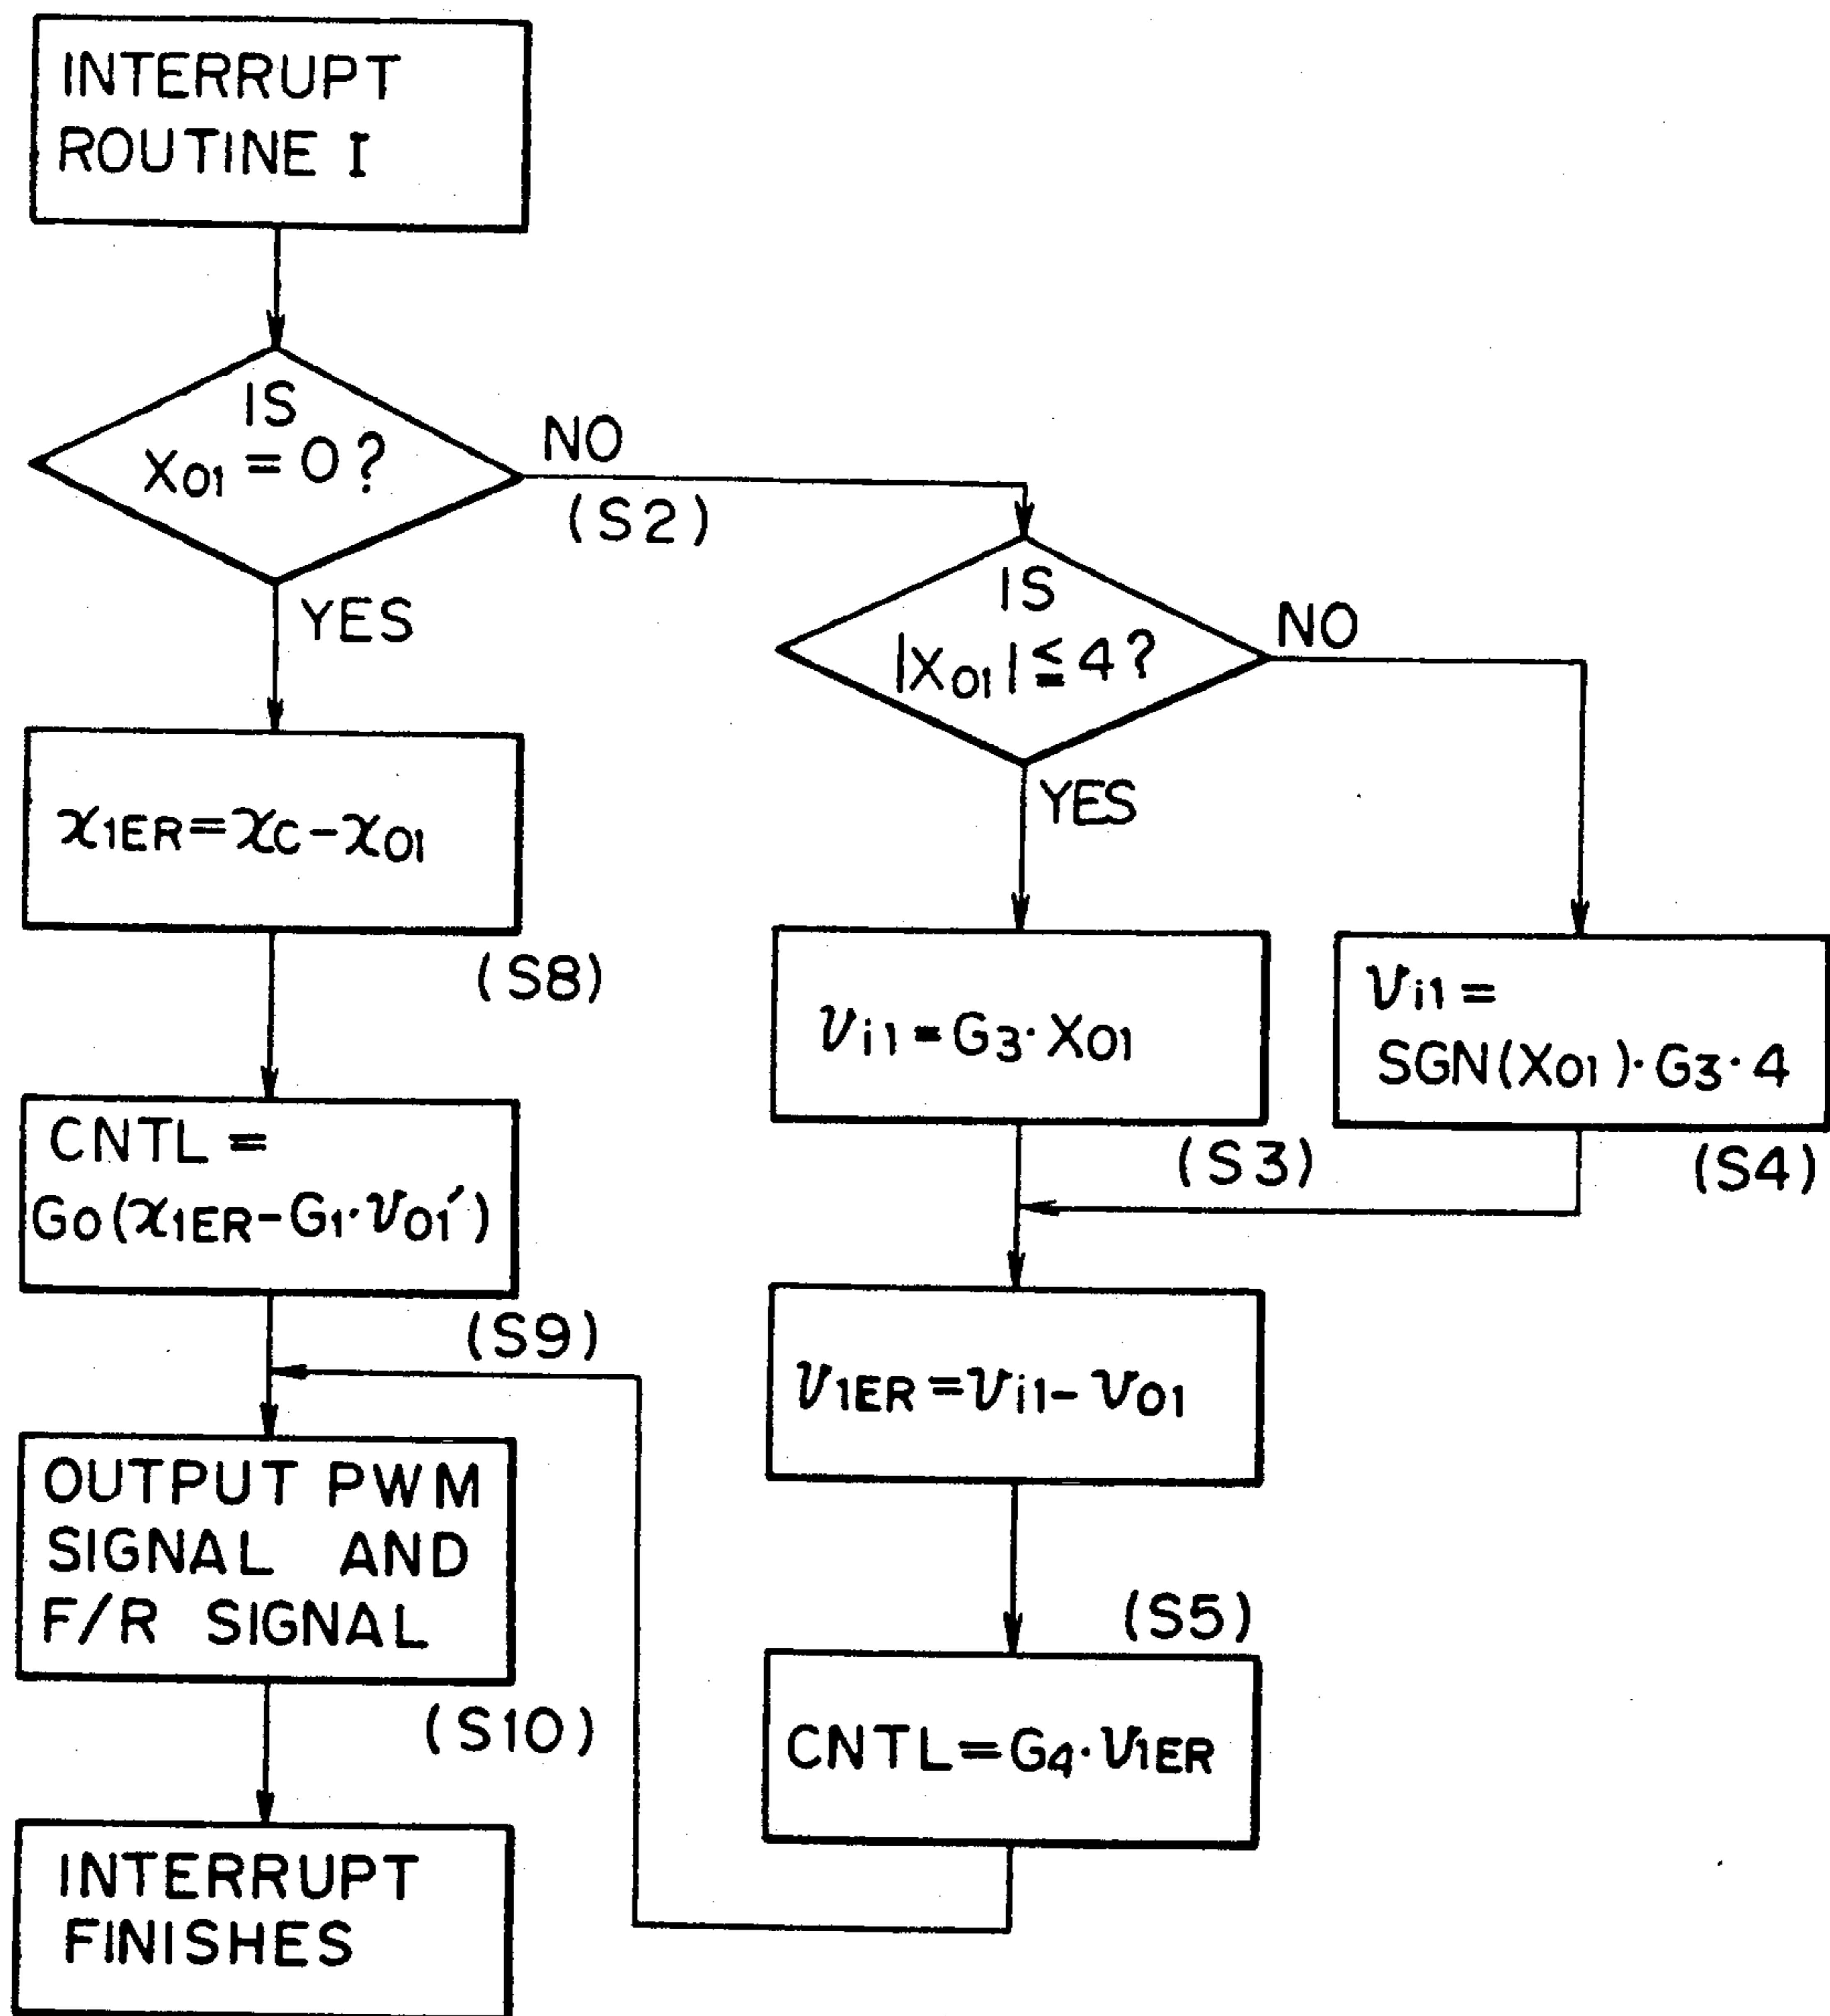 INTERRUPT
ROUTINE I
IS
X01 = 0?
NO
(S2)
YES
IS
|X01| ≦ 4?
NO
YES
x1ER=xC-x01
(S8)
vi1=G3·X01
(S3)
vi1=
SGN(X01)·G3·4
(S4)
CNTL=
G0(x1ER-G1·v01′)
(S9)
v1ER=vi1-v01
(S5)
OUTPUT PWM
SIGNAL AND
F/R SIGNAL
(S10)
CNTL=G4·v1ER
INTERRUPT
FINISHES